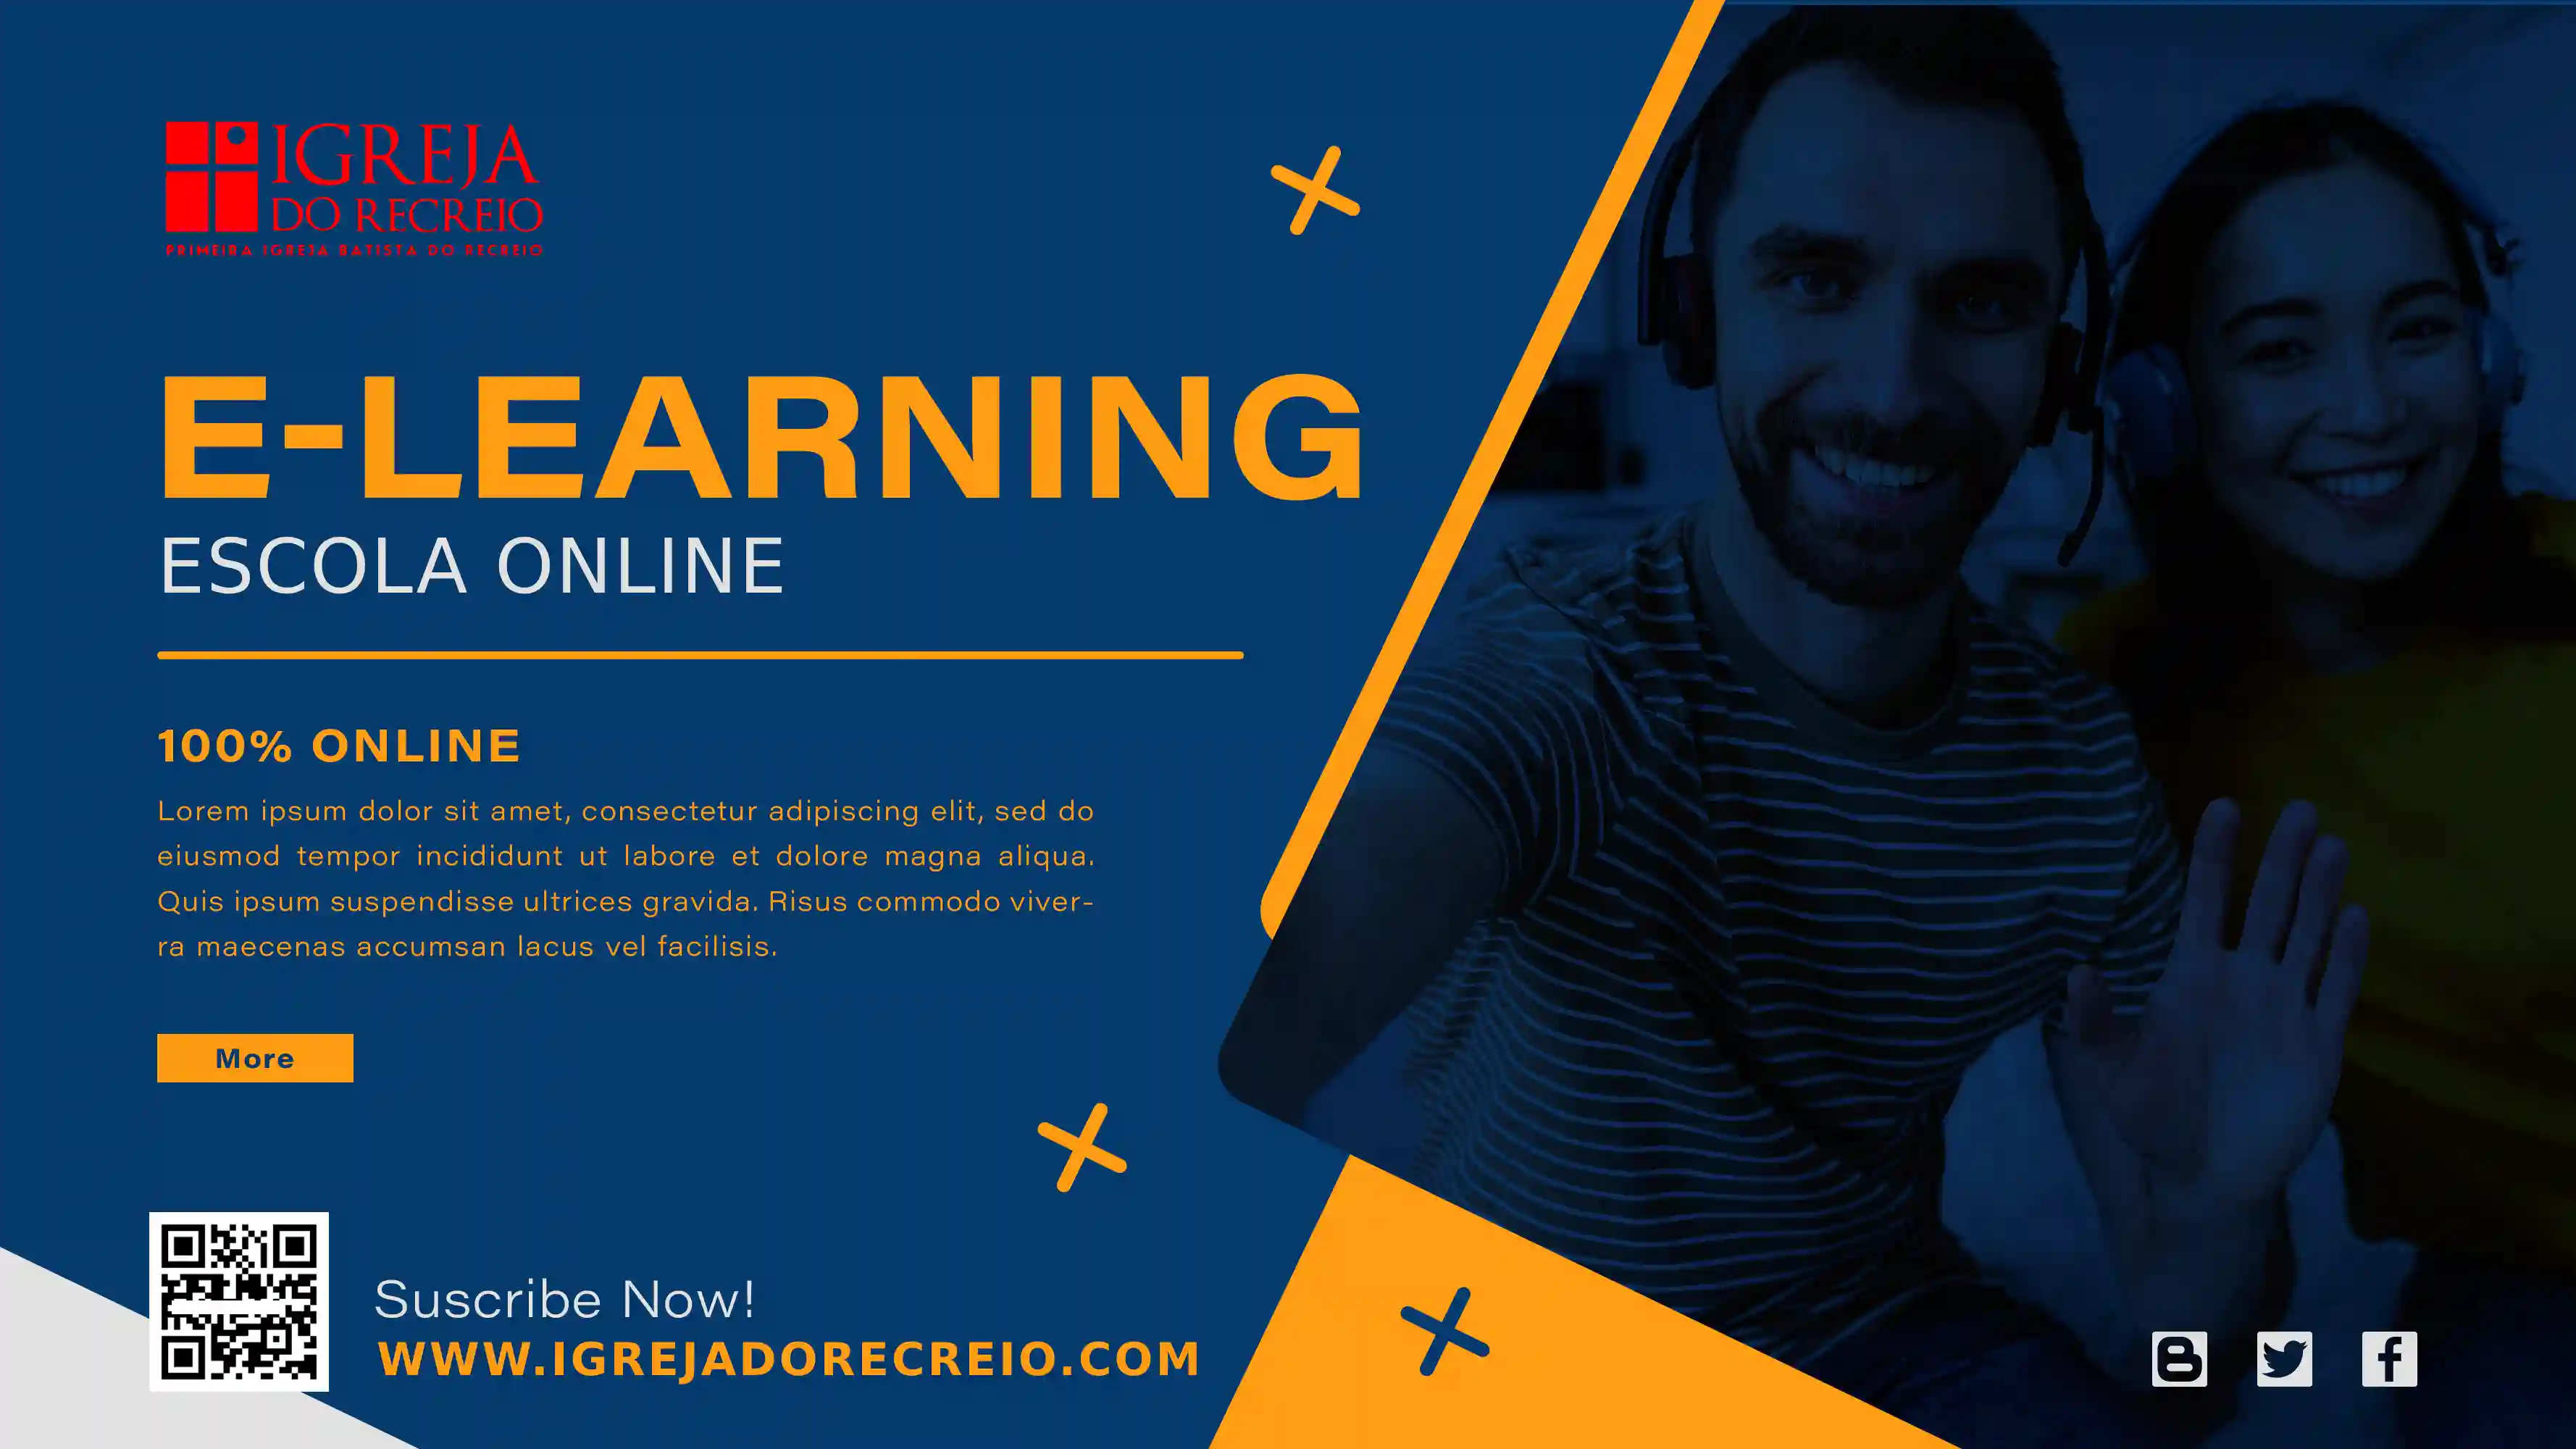 IGREJA
DO RECREIO
PRIMEIRA IGREJA BATISTA DO RECREIO
E-LEARNING
ESCOLA ONLINE
100% ONLINE
Lorem ipsum dolor sit amet, consectetur adipiscing elit, sed do
eiusmod tempor incididunt ut labore et dolore magna aliqua.
Quis ipsum suspendisse ultrices gravida. Risus commodo viver-
ra maecenas accumsan lacus vel facilisis.
More
Suscribe Now!
WWW.IGREJADORECREIO.COM